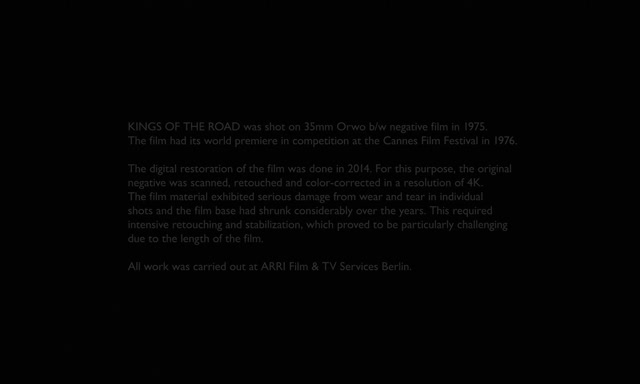 KINGS OF THE ROAD was shot on 35mm Orwo b/w negative film in 1975.
The film had its world premiere in competition at the Cannes Film Festival in 1976.
The digital restoration of the film was done in 2014. For this purpose, the original
negative was scanned, retouched and color-corrected in a resolution of 4K.
The film material exhibited serious damage from wear and tear in individual
shots and the film base had shrunk considerably over the years. This required
intensive retouching and stabilization, which proved to be particularly challenging
due to the length of the film.
All work was carried out at ARRI Film & TV Services Berlin.